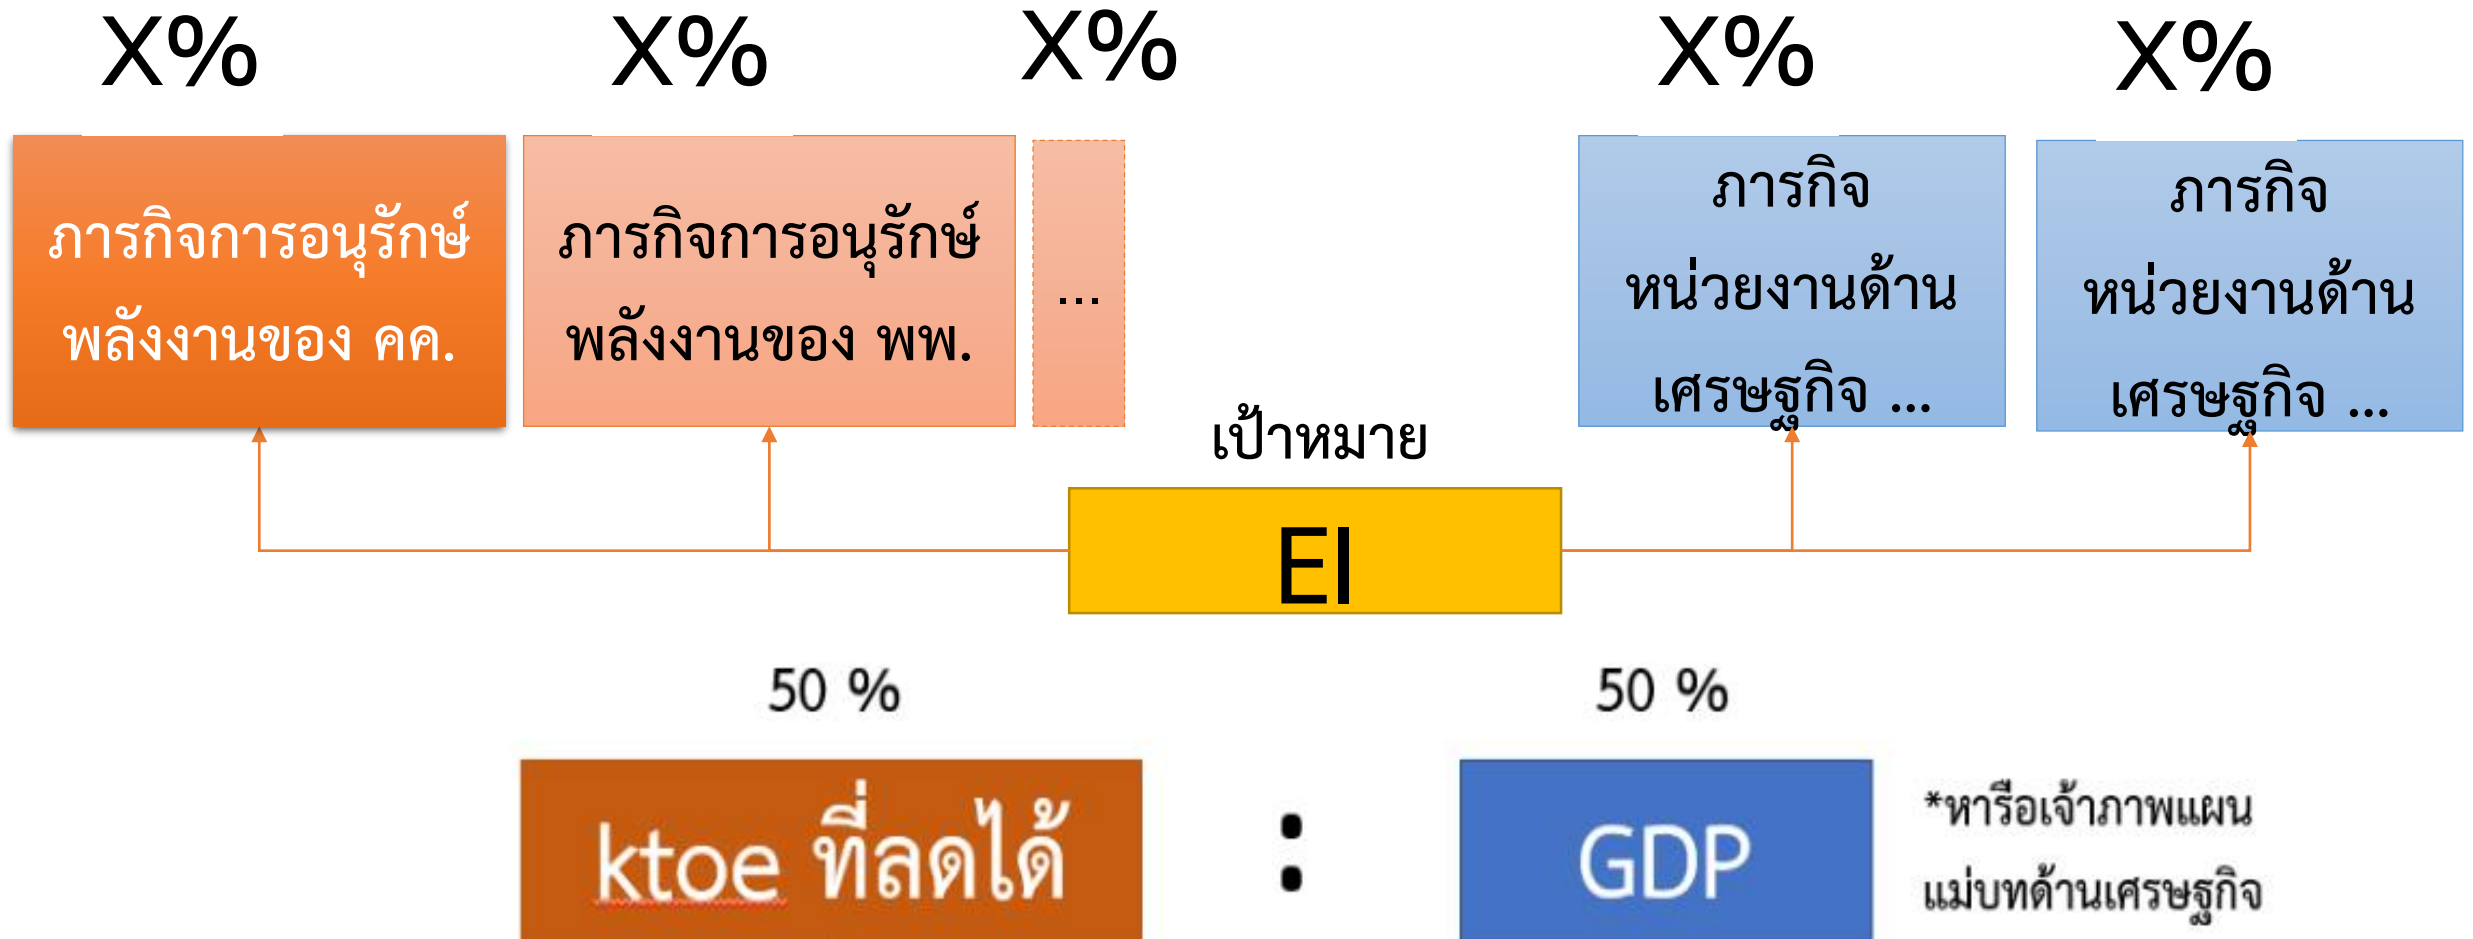 X%
X%
X%
X%
X%
ภารกิจการอนุรักษ์
พลังงานของ คค.
ภารกิจการอนุรักษ์
พลังงานของ พพ.
...
ภารกิจ
หน่วยงานด้าน
เศรษฐกิจ ...
ภารกิจ
หน่วยงานด้าน
เศรษฐกิจ ...
เป้าหมาย
EI
50 %
50 %
ktoe ที่ลดได้
:
GDP
*หารือเจ้าภาพแผน
แม่บทด้านเศรษฐกิจ